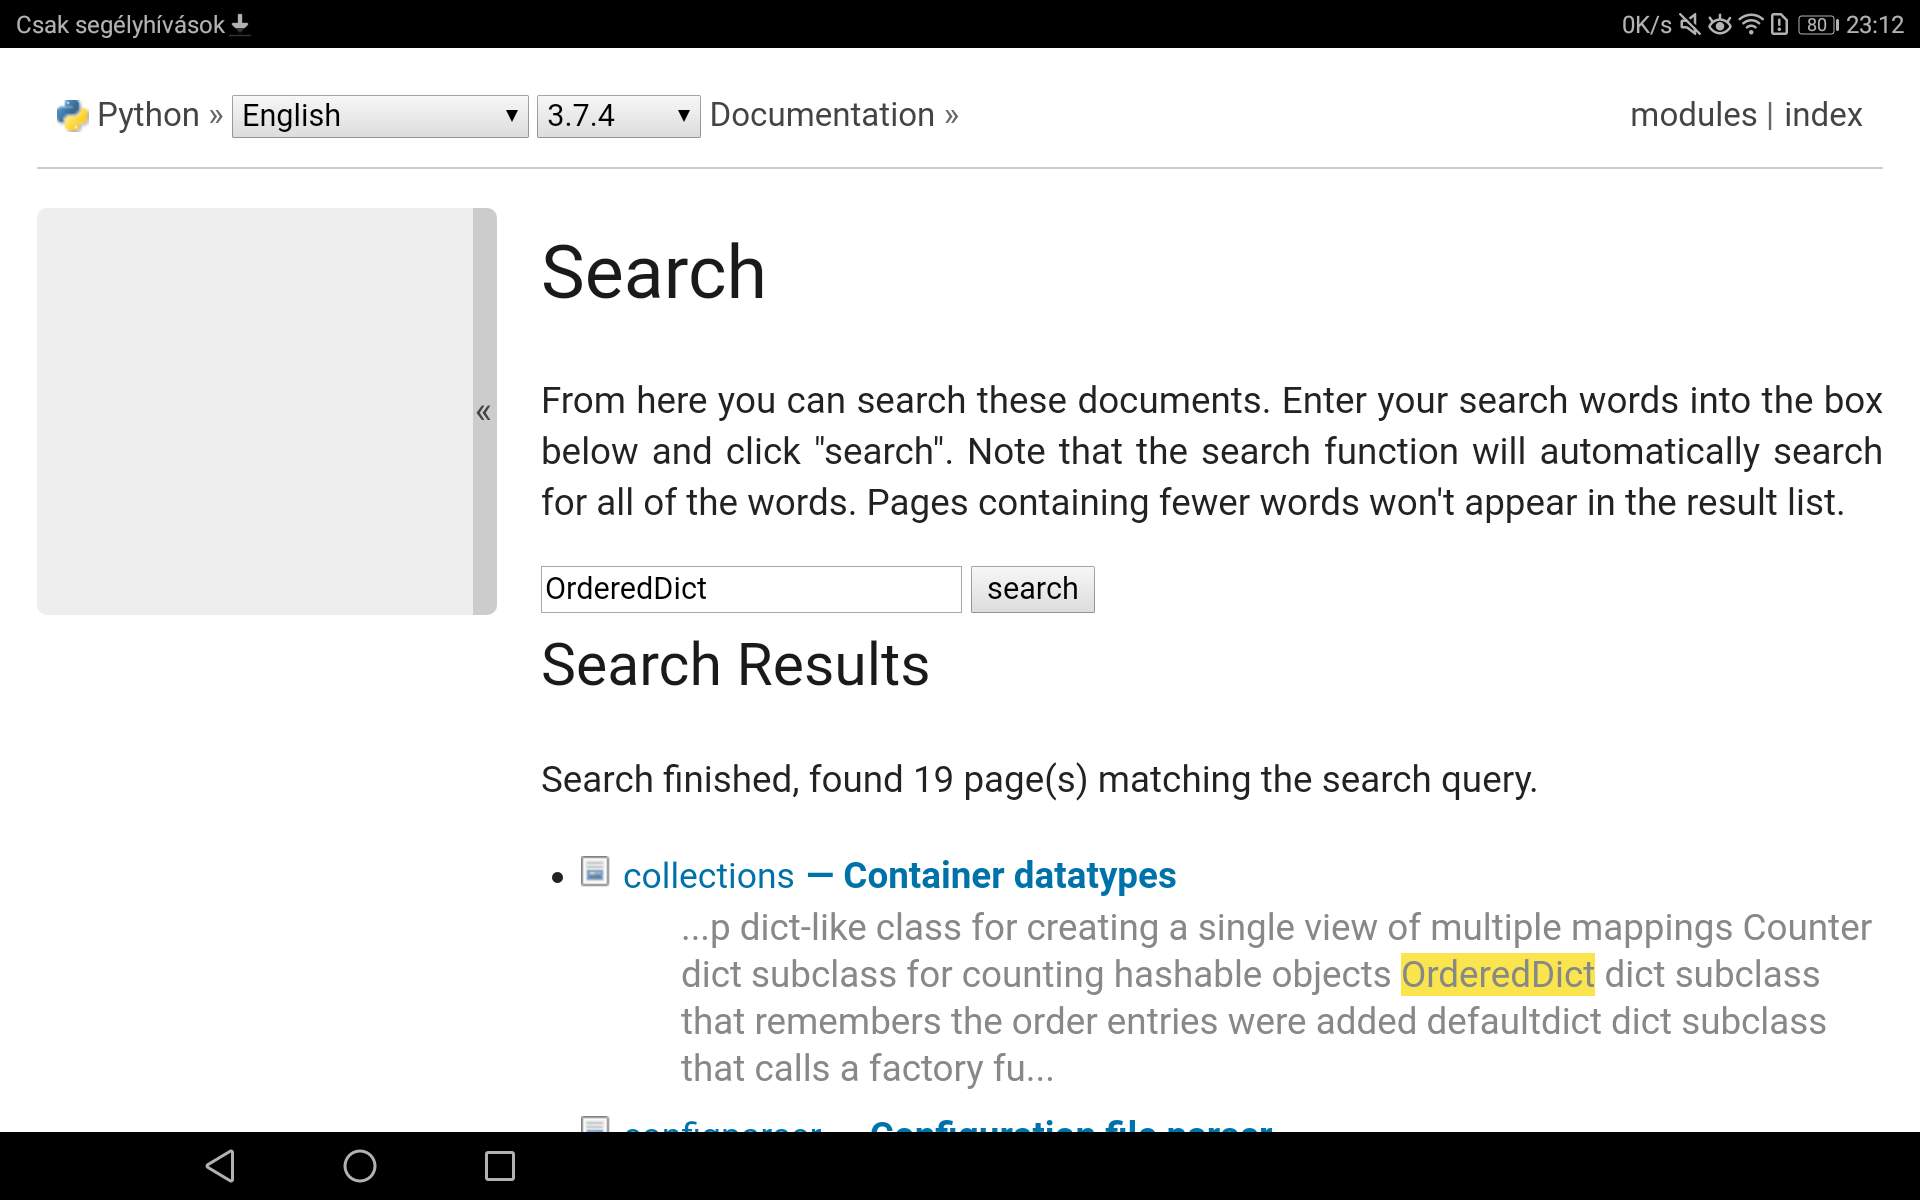 Csak segélyhívások
0K/s 80 23:12
Python » English 3.7.4 Documentation » modules | index
«
Search
From here you can search these documents. Enter your search words into the box
below and click "search". Note that the search function will automatically search
for all of the words. Pages containing fewer words won't appear in the result list.
OrderedDict search
Search Results
Search finished, found 19 page(s) matching the search query.
• collections — Container datatypes
...p dict-like class for creating a single view of multiple mappings Counter
dict subclass for counting hashable objects OrderedDict dict subclass
that remembers the order entries were added defaultdict dict subclass
that calls a factory fu...
configparser — Configuration file parser